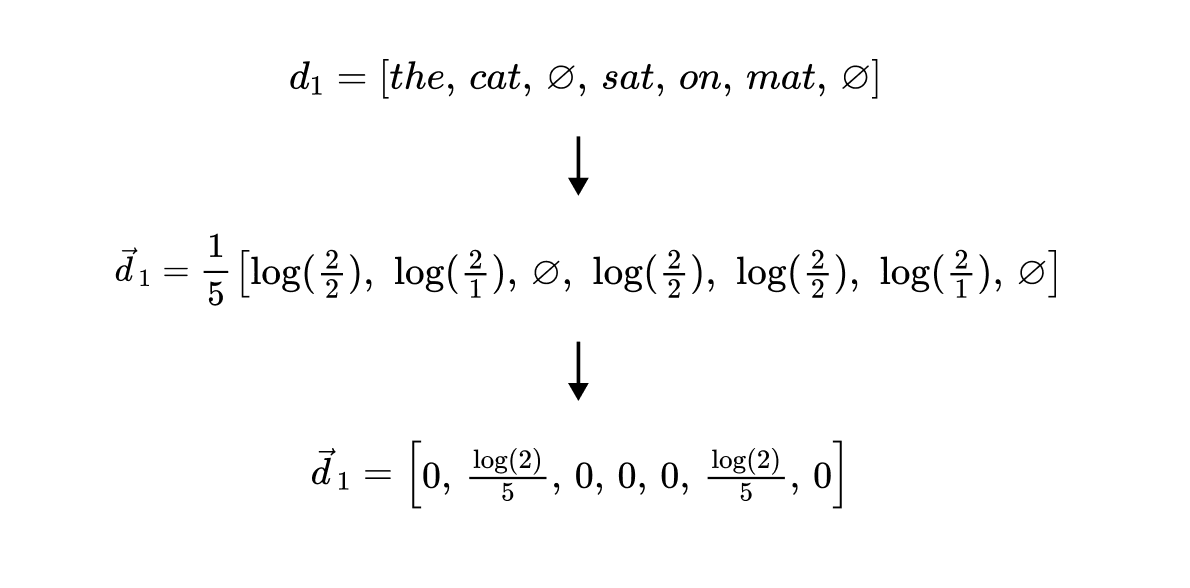 d₁ = [the, cat, ∅, sat, on, mat, ∅]
↓
d⃗₁ = 1/5 [log(2/2), log(2/1), ∅, log(2/2), log(2/2), log(2/1), ∅]
↓
d⃗₁ = [0, log(2)/5, 0, 0, 0, log(2)/5, 0]